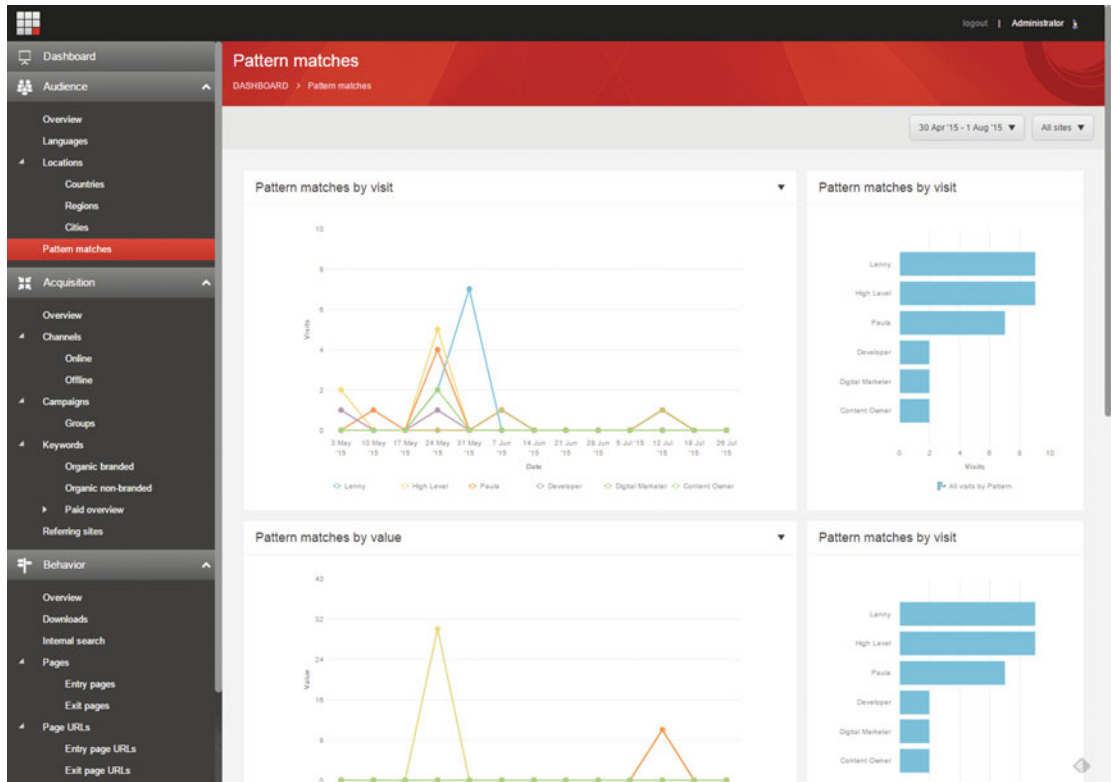 logout | Administrator
Dashboard
Audience
Overview
Languages
Locations
Countries
Regions
Cities
Pattern matches
Acquisition
Overview
Channels
Online
Offline
Campaigns
Groups
Keywords
Organic branded
Organic non-branded
Paid overview
Referring sites
Behavior
Overview
Downloads
Internal search
Pages
Entry pages
Exit pages
Page URLs
Entry page URLs
Exit page URLs
Pattern matches
DASHBOARD > Pattern matches
30 Apr '15 - 1 Aug '15
All sites
Pattern matches by visit
10
8
6
4
2
0
Visits
3 May '15
10 May '15
17 May '15
24 May '15
31 May '15
7 Jun '15
14 Jun '15
21 Jun '15
28 Jun '15
5 Jul '15
12 Jul '15
19 Jul '15
26 Jul '15
Date
Lenny
High Level
Paula
Developer
Digital Marketer
Content Owner
Pattern matches by visit
Lenny
High Level
Paula
Developer
Digital Marketer
Content Owner
0 2 4 6 8 10
Visits
All visits by Pattern
Pattern matches by value
40
32
24
16
8
0
Value
Pattern matches by visit
Lenny
High Level
Paula
Developer
Digital Marketer
Content Owner